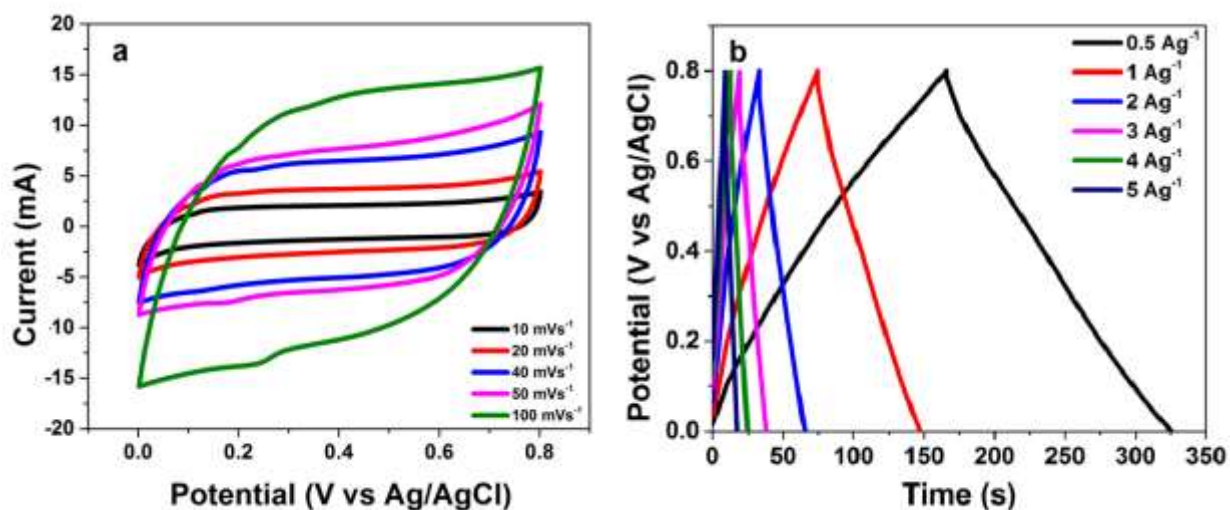 a
20
15
10
5
0
-5
-10
-15
-20
Current (mA)
0.0 0.2 0.4 0.6 0.8
Potential (V vs Ag/AgCl)
10 mVs⁻¹
20 mVs⁻¹
40 mVs⁻¹
50 mVs⁻¹
100 mVs⁻¹
b
0.8
0.6
0.4
0.2
0.0
Potential (V vs Ag/AgCl)
0 50 100 150 200 250 300 350
Time (s)
0.5 Ag⁻¹
1 Ag⁻¹
2 Ag⁻¹
3 Ag⁻¹
4 Ag⁻¹
5 Ag⁻¹